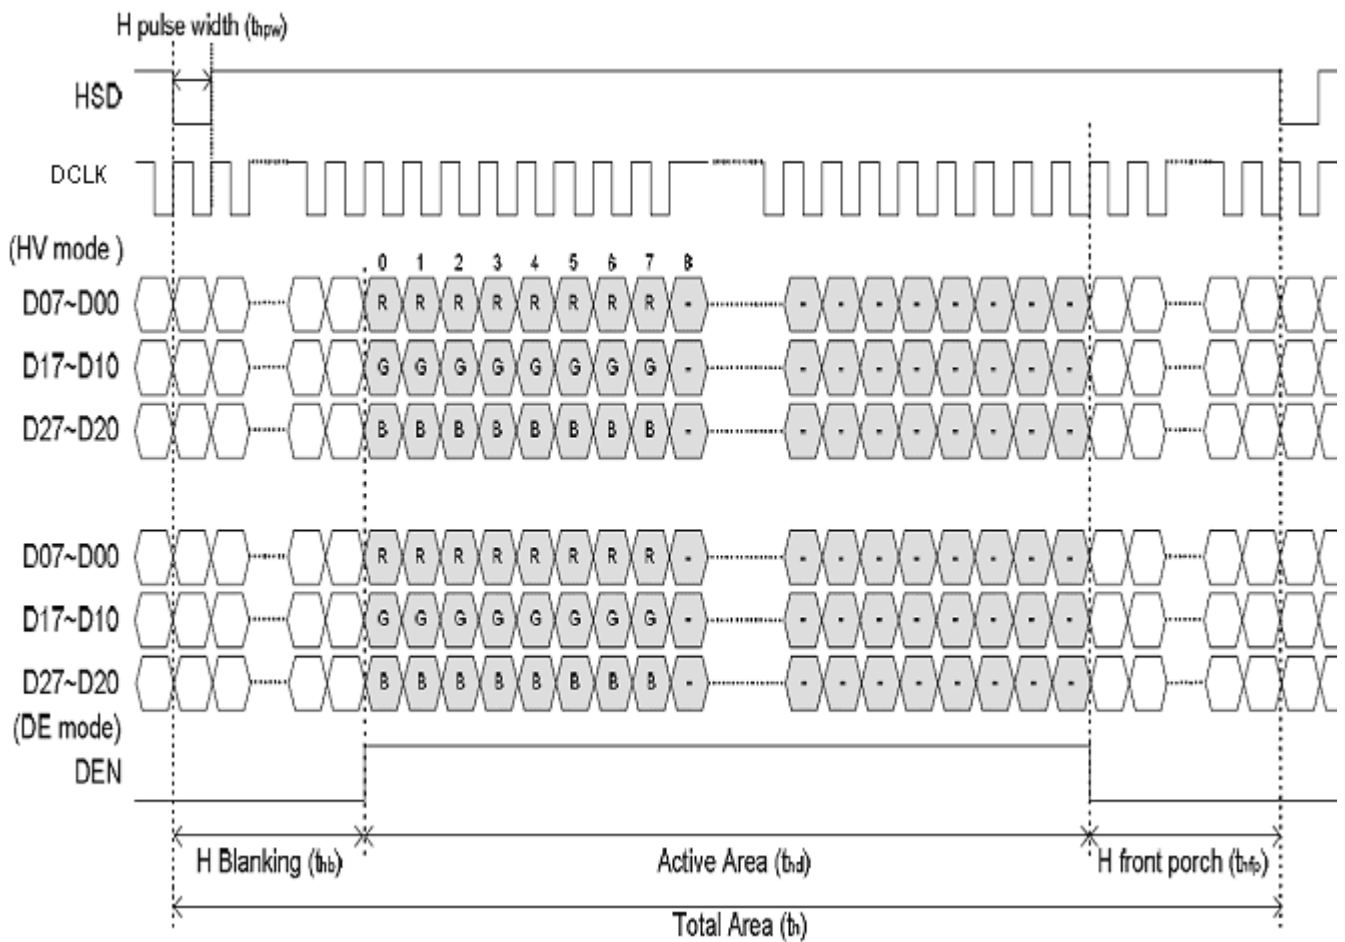 H pulse width (thpw)
HSD
DCLK
(HV mode )
0 1 2 3 4 5 6 7 8
D07~D00 R R R R R R R R - - - - - - - - -
D17~D10 G G G G G G G G - - - - - - - - -
D27~D20 B B B B B B B B - - - - - - - - -
D07~D00 R R R R R R R R - - - - - - - - -
D17~D10 G G G G G G G G - - - - - - - - -
D27~D20 B B B B B B B B - - - - - - - - -
(DE mode)
DEN
H Blanking (thb) Active Area (thd) H front porch (thfp)
Total Area (th)